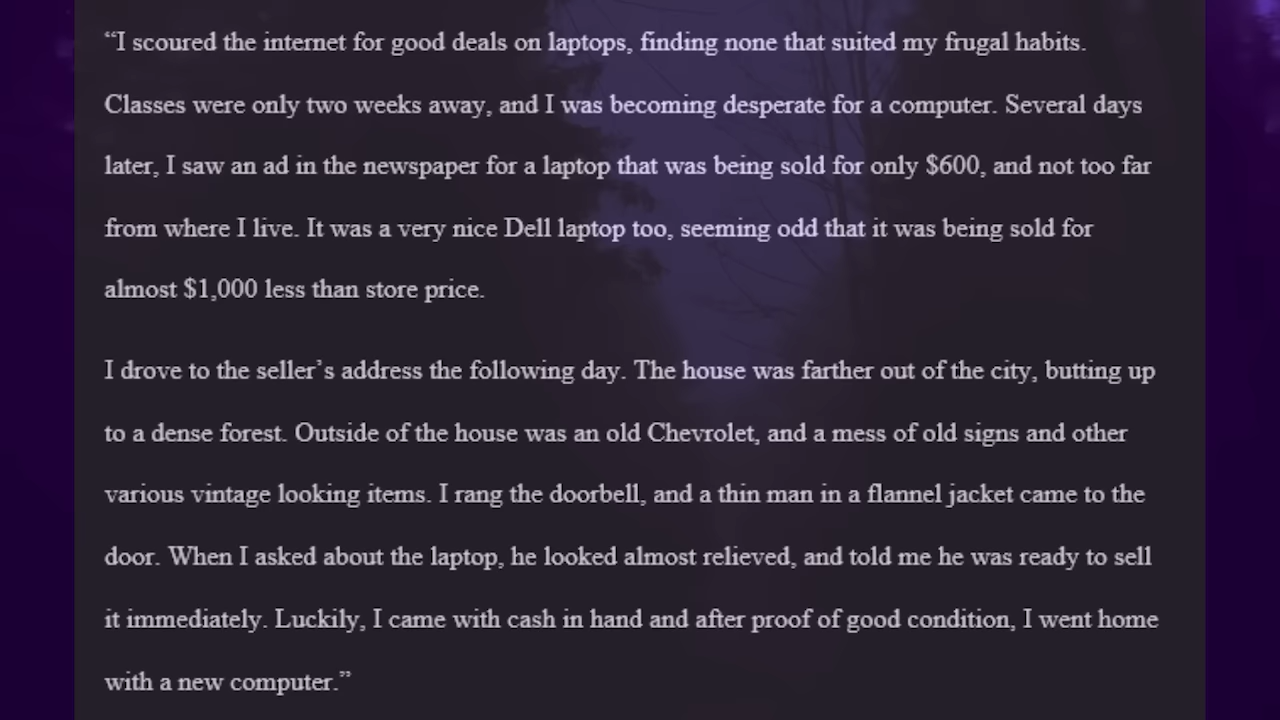 “I scoured the internet for good deals on laptops, finding none that suited my frugal habits.
Classes were only two weeks away, and I was becoming desperate for a computer. Several days
later, I saw an ad in the newspaper for a laptop that was being sold for only $600, and not too far
from where I live. It was a very nice Dell laptop too, seeming odd that it was being sold for
almost $1,000 less than store price.
I drove to the seller’s address the following day. The house was farther out of the city, butting up
to a dense forest. Outside of the house was an old Chevrolet, and a mess of old signs and other
various vintage looking items. I rang the doorbell, and a thin man in a flannel jacket came to the
door. When I asked about the laptop, he looked almost relieved, and told me he was ready to sell
it immediately. Luckily, I came with cash in hand and after proof of good condition, I went home
with a new computer.”